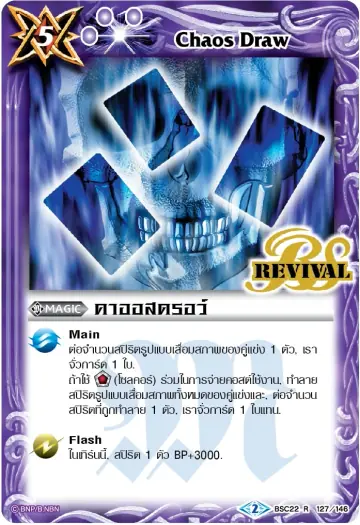 5
Chaos Draw
BS
REVIVAL
MAGIC
คาออสดรอว์
Main
ต่อจำนวนสปิริตรูปแบบเสื่อมสภาพของคู่แข่ง 1 ตัว, เรา
จั่วการ์ด 1 ใบ.
ถ้าใช้ (โซลคอร์) ร่วมในการจ่ายคอสต์ใช้งาน, ทำลาย
สปิริตรูปแบบเสื่อมสภาพทั้งหมดของคู่แข่งและ, ต่อจำนวน
สปิริตที่ถูกทำลาย 1 ตัว, เราจั่วการ์ด 1 ใบแทน.
Flash
ในเทิร์นนี้, สปิริต 1 ตัว BP+3000.
© BNP/B.NBN
2
BSC22 R 127/146